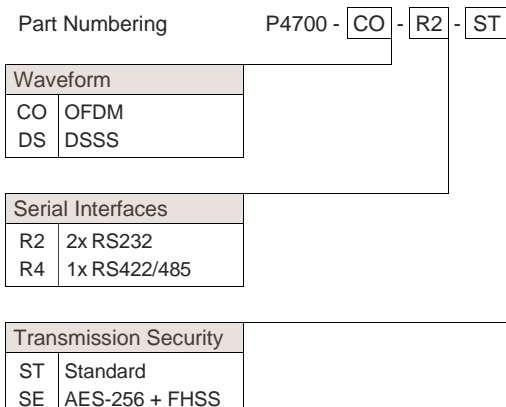 Part Numbering P4700 - CO - R2 - ST
Waveform
CO OFDM
DS DSSS
Serial Interfaces
R2 2x RS232
R4 1x RS422/485
Transmission Security
ST Standard
SE AES-256 + FHSS